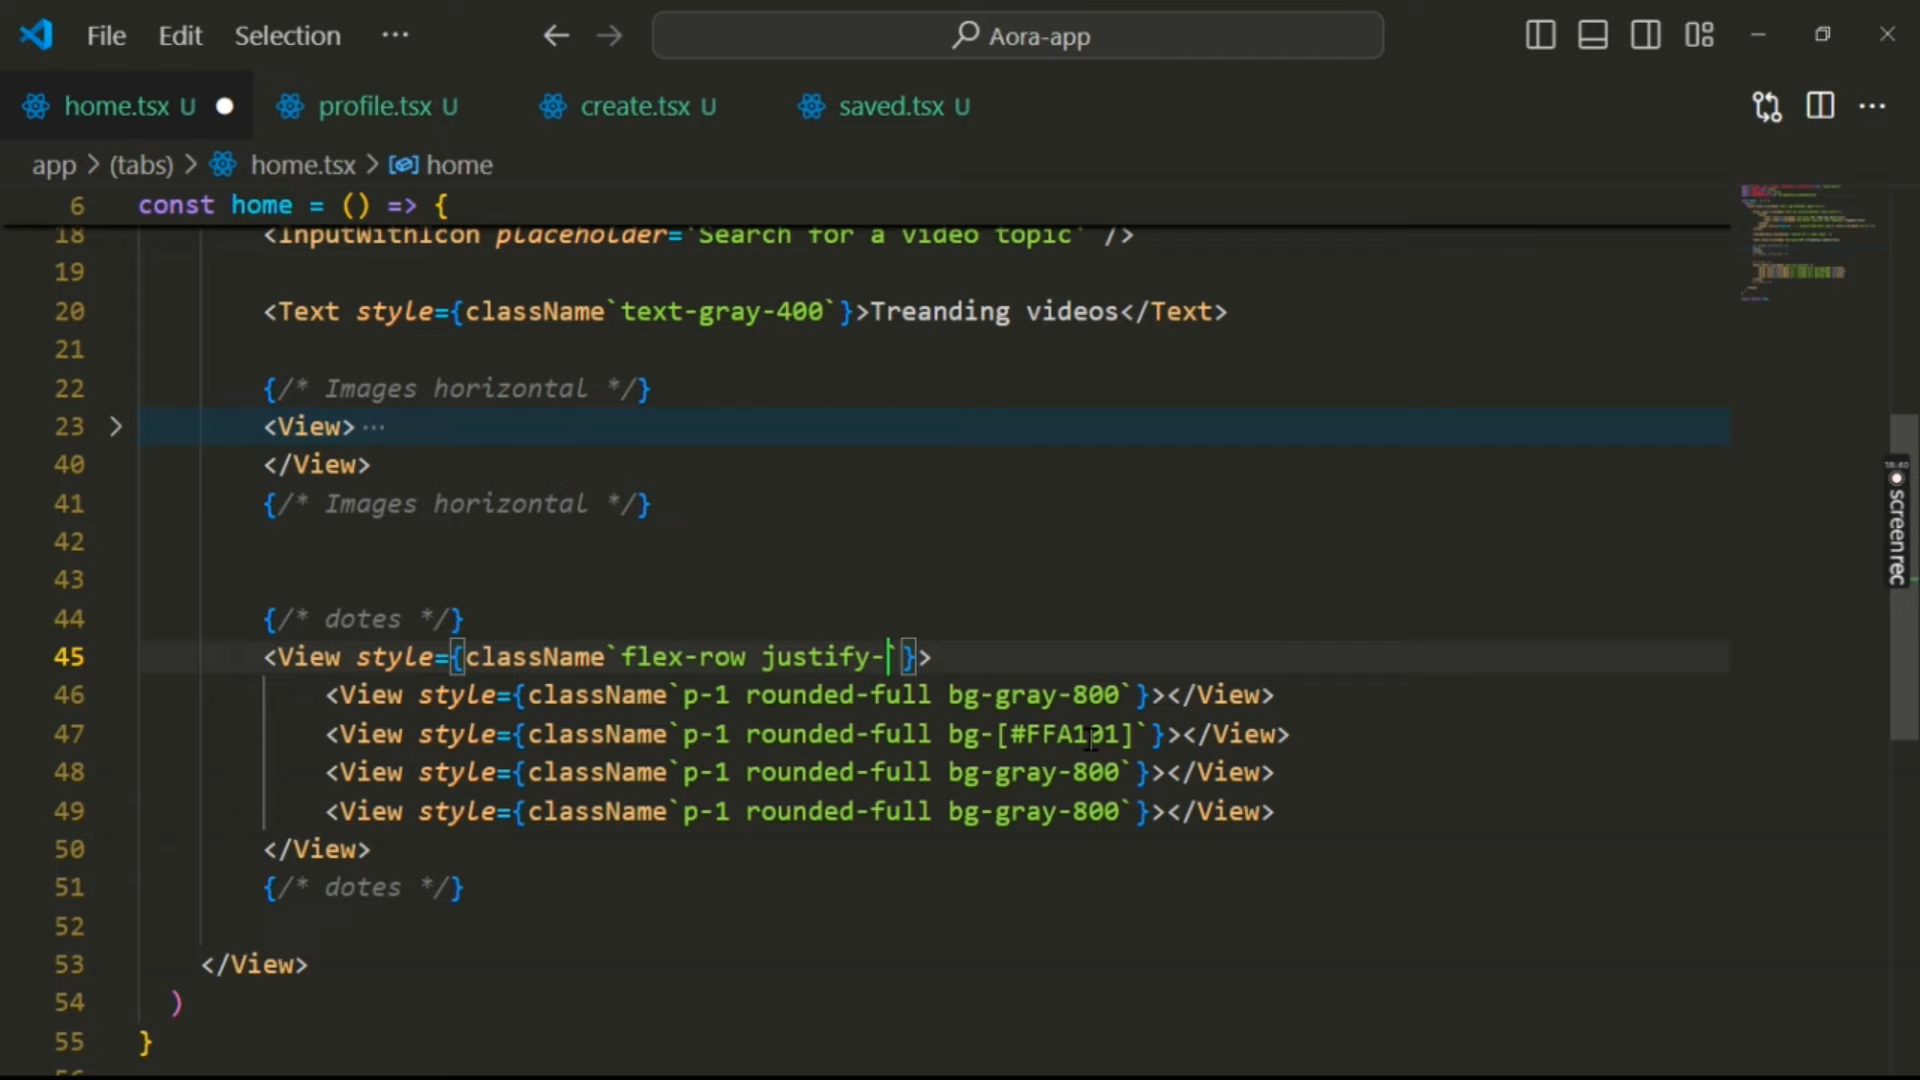 File Edit Selection ··· Aora-app
home.tsx U profile.tsx U create.tsx U saved.tsx U ···
app > (tabs) > home.tsx > home
6 const home = () => {
18 <InputWithIcon placeholder='Search for a video topic' />
19
20 <Text style={className`text-gray-400`}>Treanding videos</Text>
21
22 {/* Images horizontal */}
23 <View> ···
40 </View>
41 {/* Images horizontal */}
42
43
44 {/* dotes */}
45 <View style={className`flex-row justify-`}>
46 <View style={className`p-1 rounded-full bg-gray-800`}></View>
47 <View style={className`p-1 rounded-full bg-[#FFA101]`}></View>
48 <View style={className`p-1 rounded-full bg-gray-800`}></View>
49 <View style={className`p-1 rounded-full bg-gray-800`}></View>
50 </View>
51 {/* dotes */}
52
53 </View>
54 )
55 }
18:40
screenrec